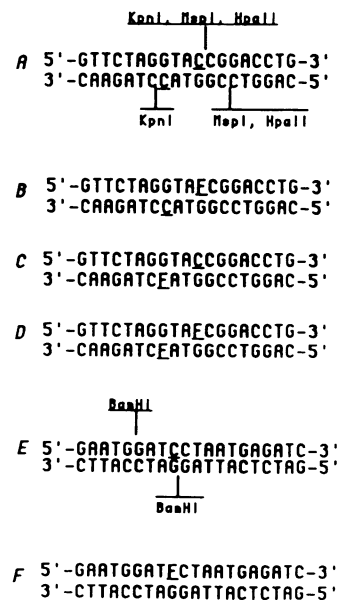 KpnI, MspI, HpaII
A 5'-GTTCTAGGTACCGGACCTG-3'
3'-CAAGATCCATGGCCTGGAC-5'
KpnI MspI, HpaII
B 5'-GTTCTAGGTAFCGGACCTG-3'
3'-CAAGATCCATGGCCTGGAC-5'
C 5'-GTTCTAGGTACCGGACCTG-3'
3'-CAAGATCFATGGCCTGGAC-5'
D 5'-GTTCTAGGTAFCGGACCTG-3'
3'-CAAGATCFATGGCCTGGAC-5'
BamHI
E 5'-GAATGGATCCTAATGAGATC-3'
*
3'-CTTACCTAGGATTACTCTAG-5'
BamHI
F 5'-GAATGGATFCTAATGAGATC-3'
3'-CTTACCTAGGATTACTCTAG-5'